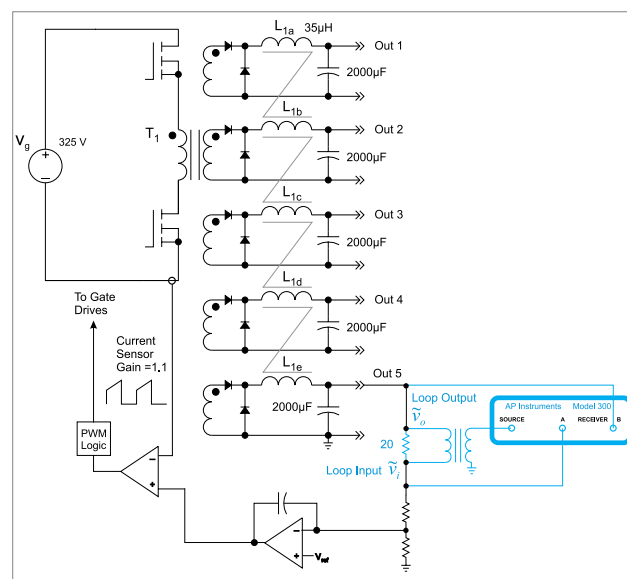 L1a 35μH
Out 1
2000μF
L1b
Out 2
Vg
+
325 V
−
T1
2000μF
L1c
Out 3
2000μF
L1d
To Gate
Drives
Out 4
2000μF
Current
Sensor
Gain =1.1
L1e
Out 5
2000μF
Loop Output
ṽo
AP Instruments Model 300
SOURCE A RECEIVER B
20
PWM
Logic
Loop Input ṽi
−
+
−
+
Vref